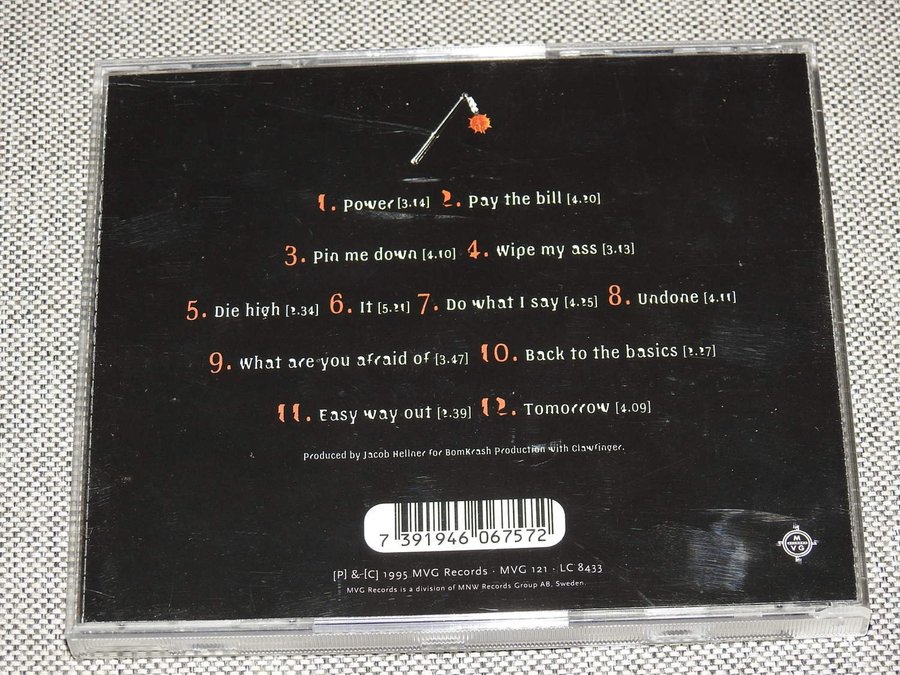 1. Power [3.14] 2. Pay the bill [4.20]
3. Pin me down [4.10] 4. Wipe my ass [3.13]
5. Die high [2.34] 6. It [5.21] 7. Do what I say [4.25] 8. Undone [4.11]
9. What are you afraid of [3.47] 10. Back to the basics [2.27]
11. Easy way out [2.39] 12. Tomorrow [4.09]
Produced by Jacob Hellner for BomKrash Production with Clawfinger.
7 391946 067572
[P] & [C] 1995 MVG Records · MVG 121 · LC 8433
MVG Records is a division of MNW Records Group AB, Sweden.
M
VG